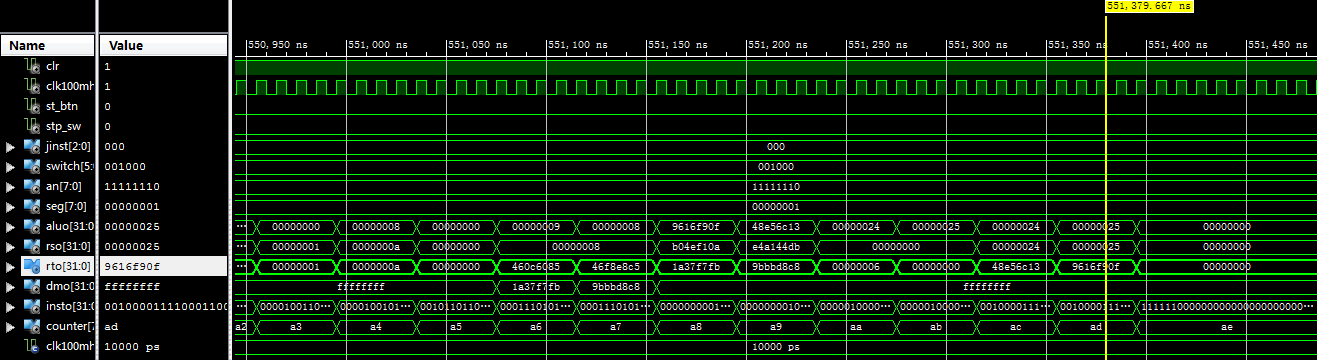 551,379.667 ns
Name Value 550,950 ns 551,000 ns 551,050 ns 551,100 ns 551,150 ns 551,200 ns 551,250 ns 551,300 ns 551,350 ns 551,400 ns 551,450 ns
clr 1
clk100mh 1
st_btn 0
stp_sw 0
jinst[2:0] 000 000
switch[5: 001000 001000
an[7:0] 11111110 11111110
seg[7:0] 00000001 00000001
aluo[31:0 00000025 ... 00000000 00000008 00000000 00000009 00000008 9616f90f 48e56c13 00000024 00000025 00000024 00000025 00000000
rso[31:0] 00000025 ... 00000001 0000000a 00000000 00000008 b04ef10a e4a144db 00000000 00000024 00000025 00000000
rto[31:0] 9616f90f ... 00000001 0000000a 00000000 460c6085 46f8e8c5 1a37f7fb 9bbbd8c8 00000006 00000000 48e56c13 9616f90f 00000000
dmo[31:0 ffffffff ffffffff 1a37f7fb 9bbbd8c8 ffffffff
insto[31: 0010000111110001100 0000100110... 0000100101... 0010110110... 0001110101... 0001110101... 0000000001... 0000000010... 0000010000... 0000010000... 0010000111... 0010000111... 1111110000000000000000000...
counter[7 ad a2 a3 a4 a5 a6 a7 a8 a9 aa ab ac ad ae
clk100mh 10000 ps 10000 ps